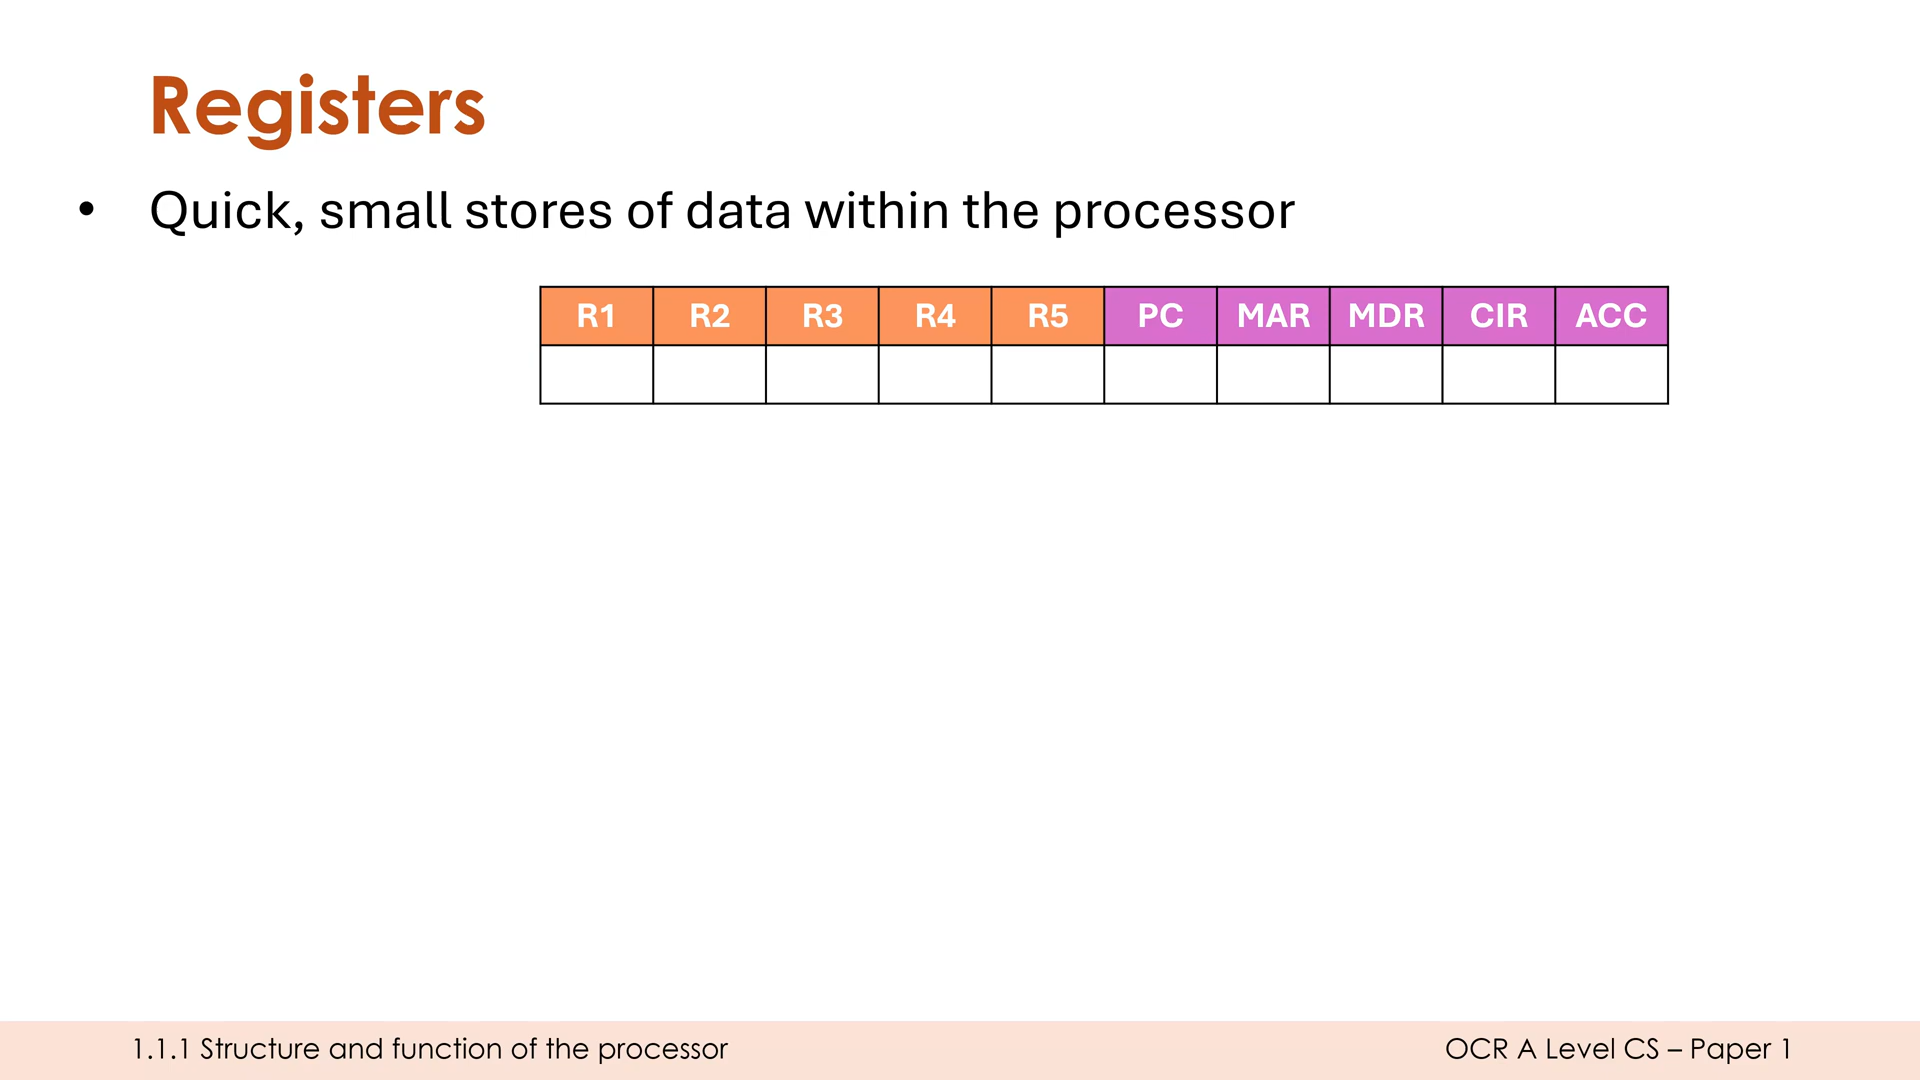 Registers
• Quick, small stores of data within the processor
R1 R2 R3 R4 R5 PC MAR MDR CIR ACC
1.1.1 Structure and function of the processor
OCR A Level CS – Paper 1